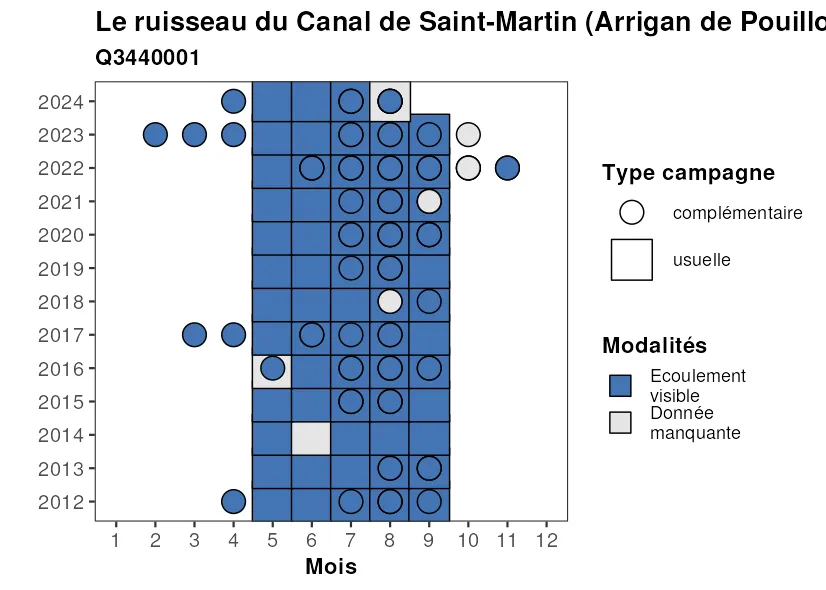 Le ruisseau du Canal de Saint-Martin (Arrigan de Pouillo
Q3440001
2024
2023
2022
2021
2020
2019
2018
2017
2016
2015
2014
2013
2012
1 2 3 4 5 6 7 8 9 10 11 12
Mois
Type campagne
complémentaire
usuelle
Modalités
Ecoulement
visible
Donnée
manquante